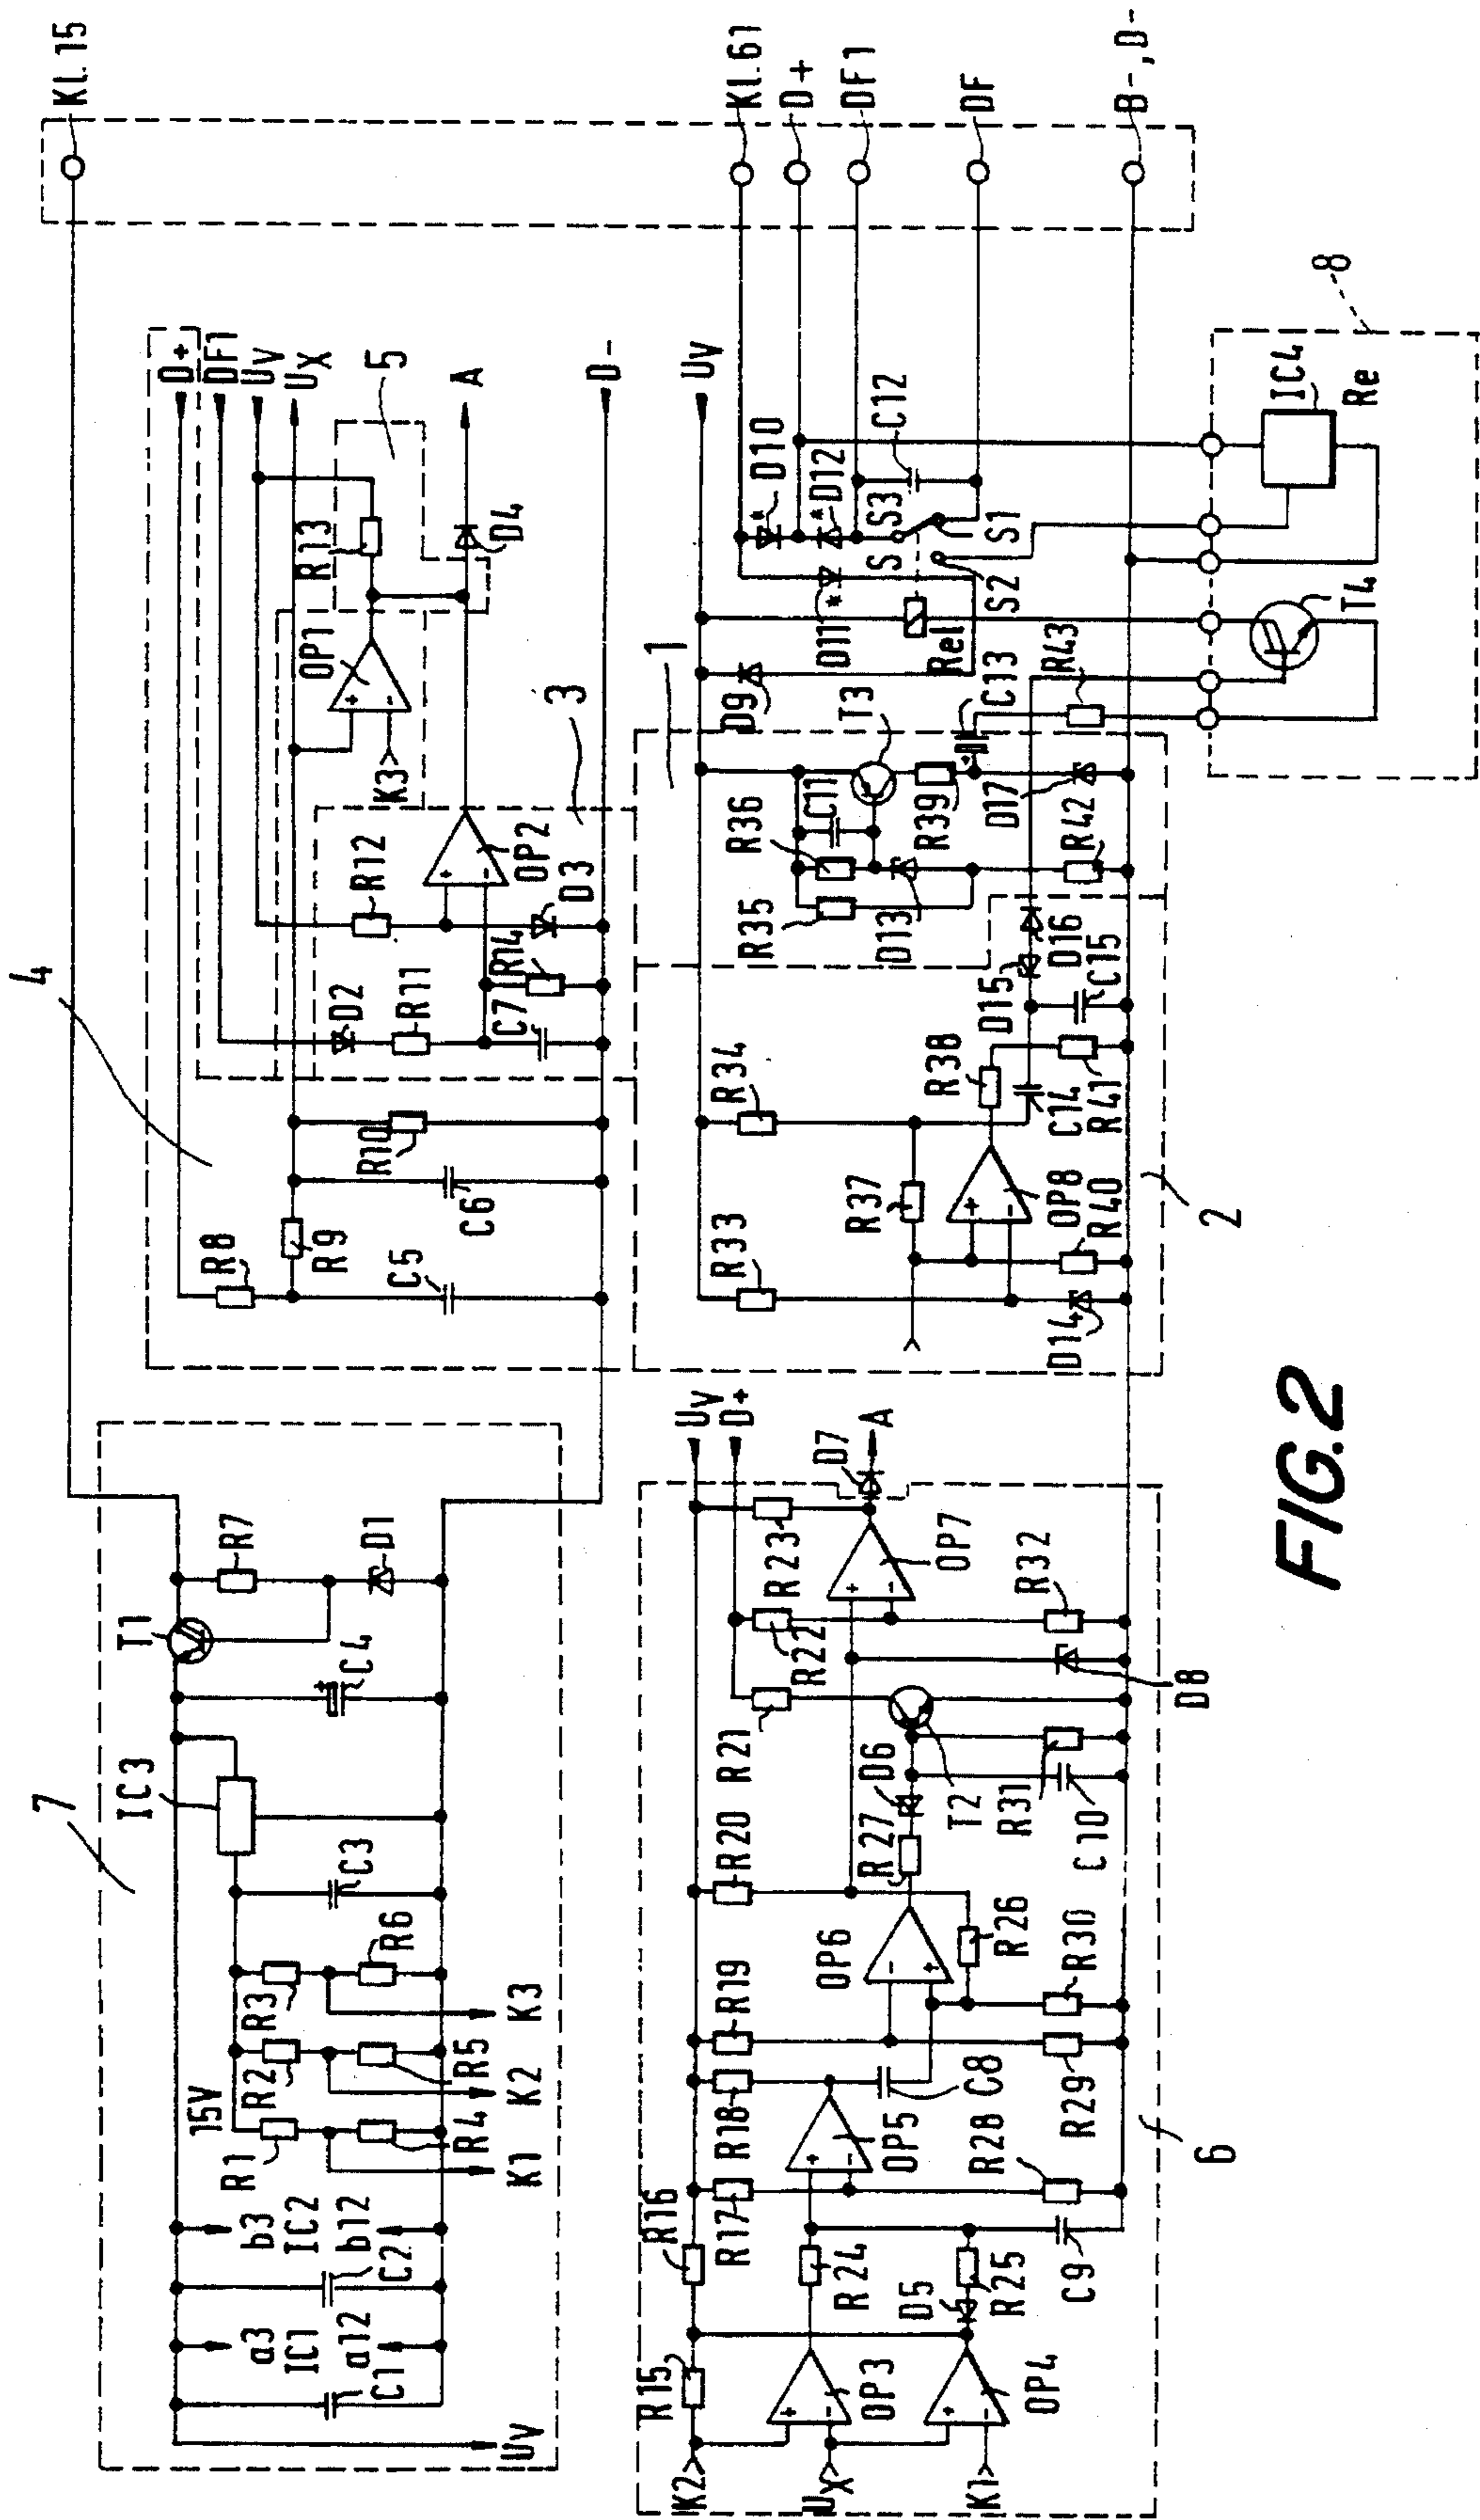 Kl.15
Kl.61
D+
DF1
DF
B-,D-
4
D+
DF1
UV
UX
R13
5
A
OP1
K3
D4
3
R12
OP2
D3
D2
R11
R14
C7
D-
R8
R9
R10
C6
C5
7
IC3
T1
R7
D1
C4
C3
R3
R6
K3
15V
R2
R5
K2
R1
R4
K1
b3
IC2
b12
C2
a3
IC1
a12
C1
UV
UV
1
D10
*
D12
*
C12
S3
S
S1
S2
D11
*
Rel
D9
T3
C13
R43
R36
C11
R39
D17
R42
R35
D13
D16
D15
C15
R34
R38
C14
R41
R37
R33
OP8
R40
D14
2
8
IC4
Re
T4
UV
D+
D7
A
R23
OP7
R32
R22
D8
R21
D6
T2
R31
C10
R20
R27
OP6
R26
R30
R19
C8
R29
R18
OP5
R28
R17
R16
R24
D5
R25
C9
R15
OP3
OP4
K2
UX
K1
6
FIG.2